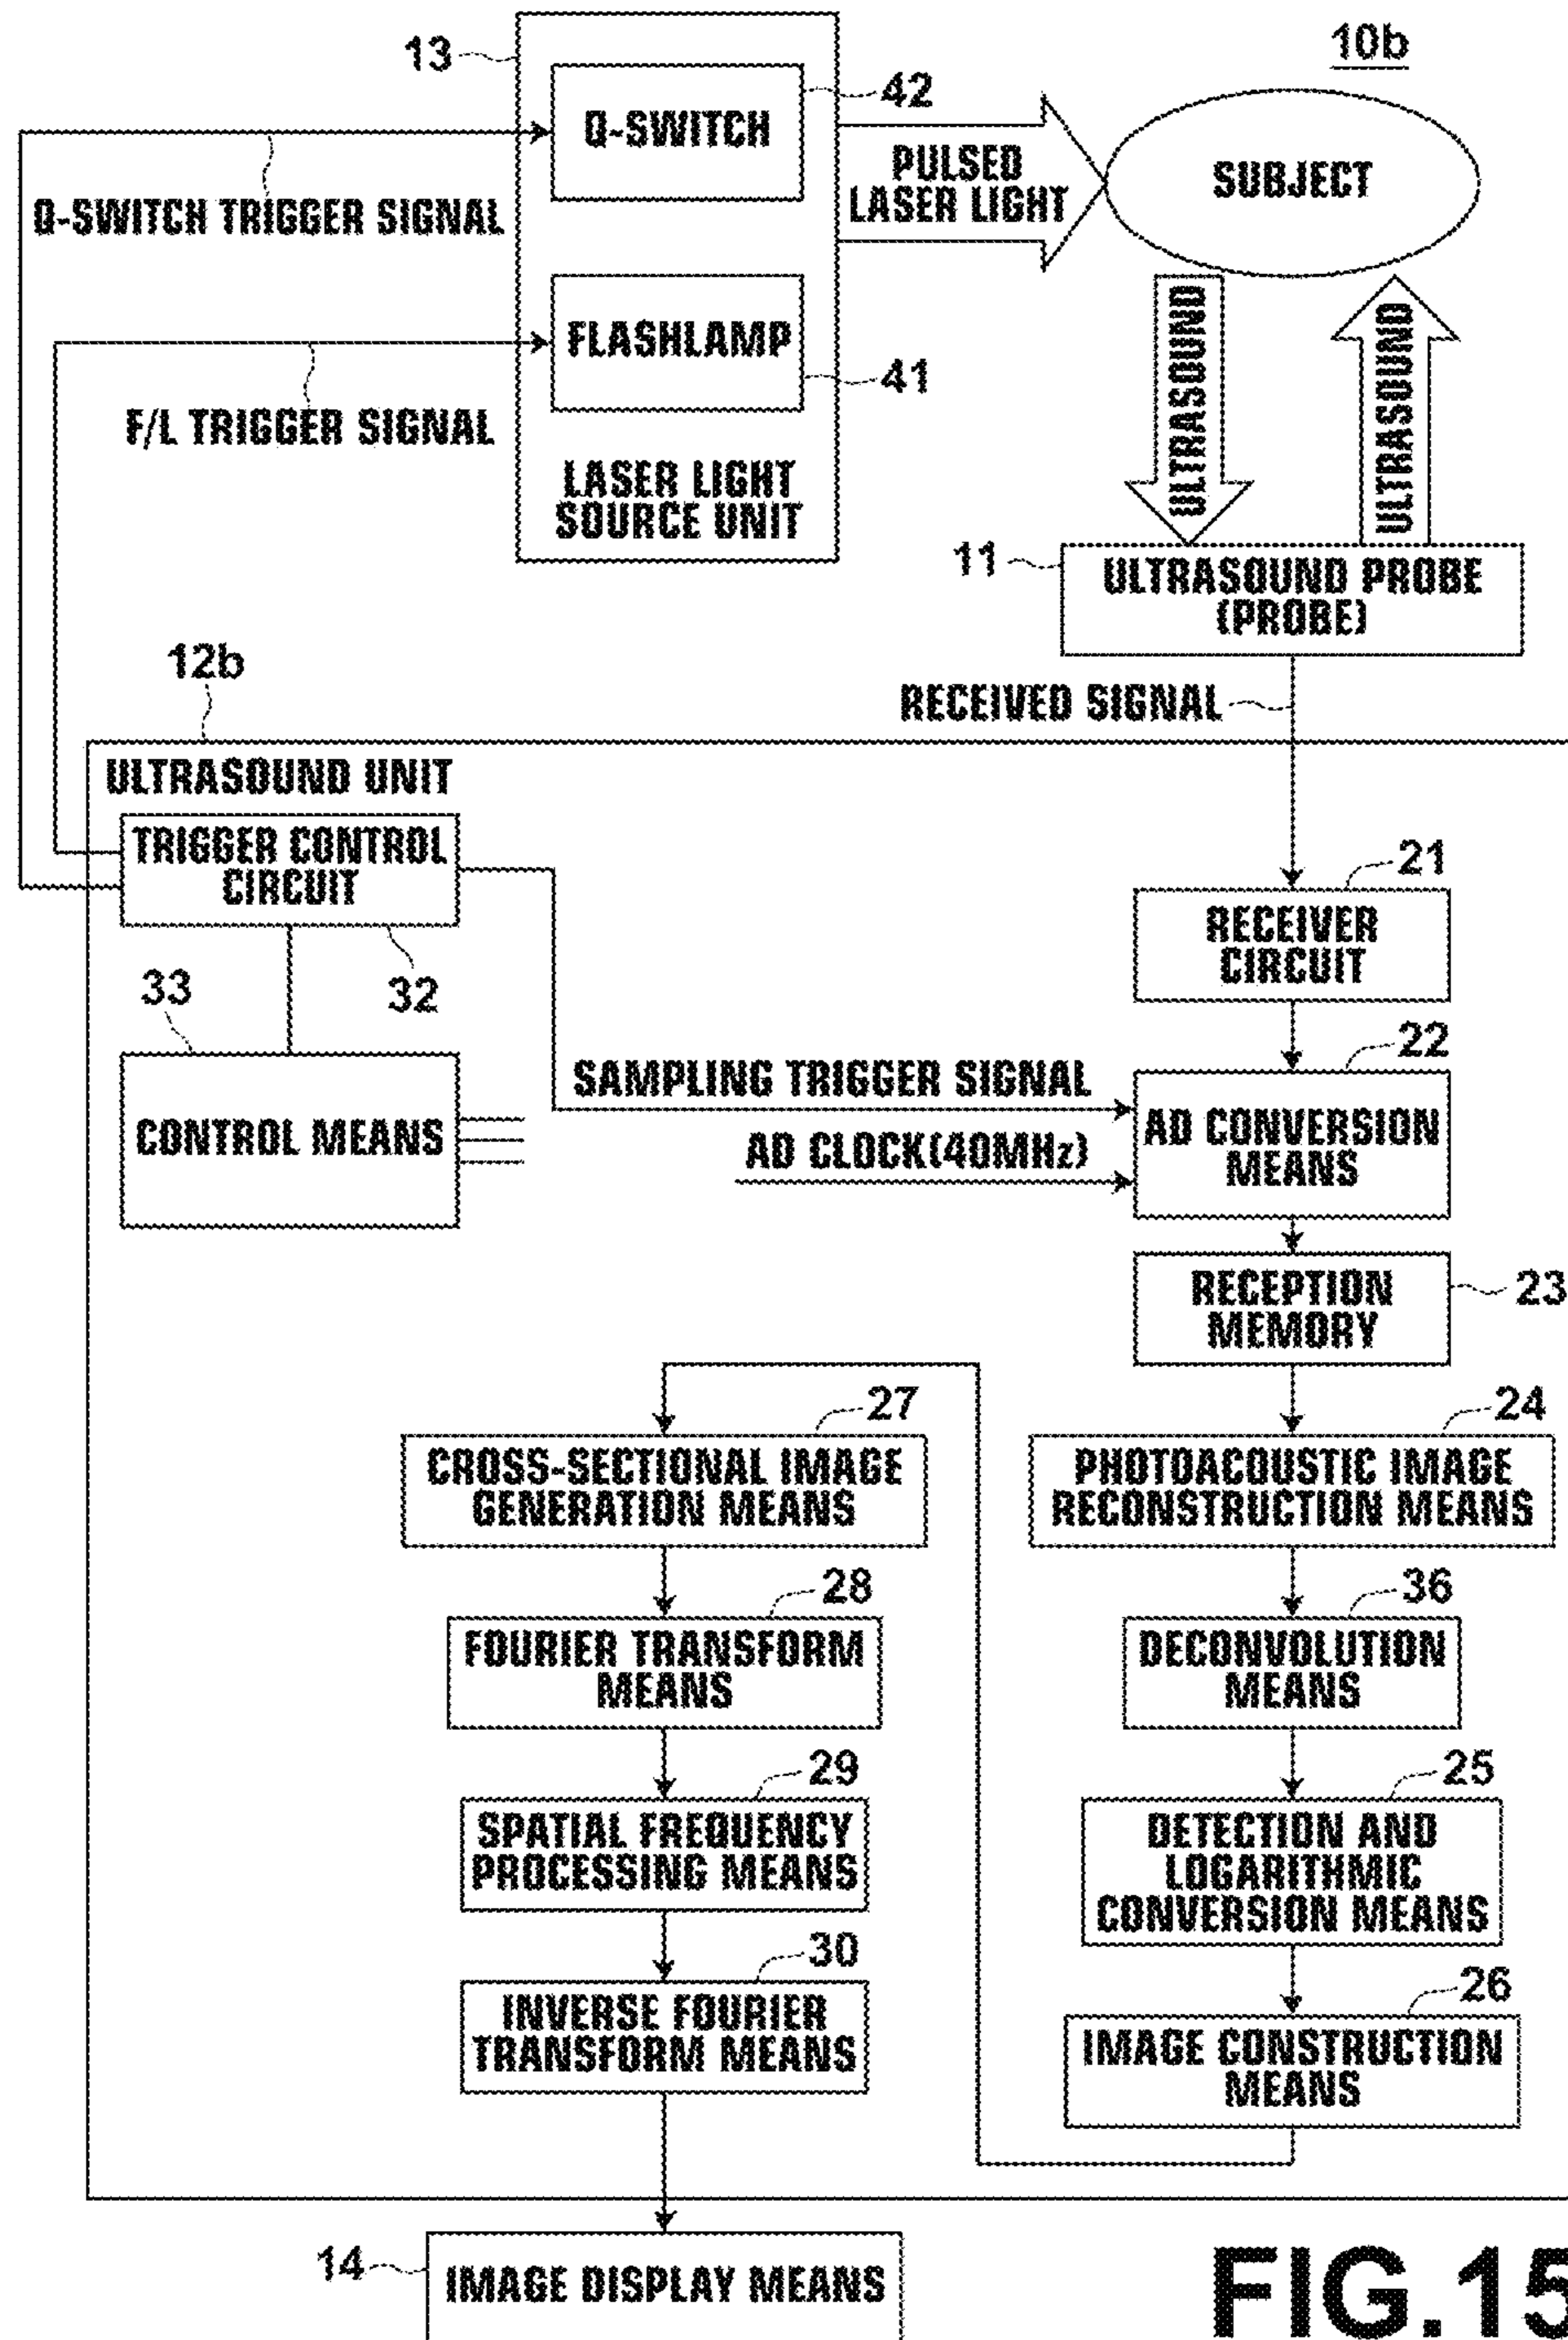 10b
13
42
Q-SWITCH
PULSED
LASER LIGHT
SUBJECT
Q-SWITCH TRIGGER SIGNAL
FLASHLAMP
41
F/L TRIGGER SIGNAL
LASER LIGHT
SOURCE UNIT
ULTRASOUND
ULTRASOUND
11
ULTRASOUND PROBE
(PROBE)
12b
RECEIVED SIGNAL
ULTRASOUND UNIT
TRIGGER CONTROL
CIRCUIT
21
RECEIVER
CIRCUIT
33
32
22
SAMPLING TRIGGER SIGNAL
CONTROL MEANS
AD CLOCK(40MHz)
AD CONVERSION
MEANS
RECEPTION
MEMORY
23
27
24
CROSS-SECTIONAL IMAGE
GENERATION MEANS
PHOTOACOUSTIC IMAGE
RECONSTRUCTION MEANS
28
36
FOURIER TRANSFORM
MEANS
DECONVOLUTION
MEANS
29
25
SPATIAL FREQUENCY
PROCESSING MEANS
DETECTION AND
LOGARITHMIC
CONVERSION MEANS
30
26
INVERSE FOURIER
TRANSFORM MEANS
IMAGE CONSTRUCTION
MEANS
14
IMAGE DISPLAY MEANS
FIG.15